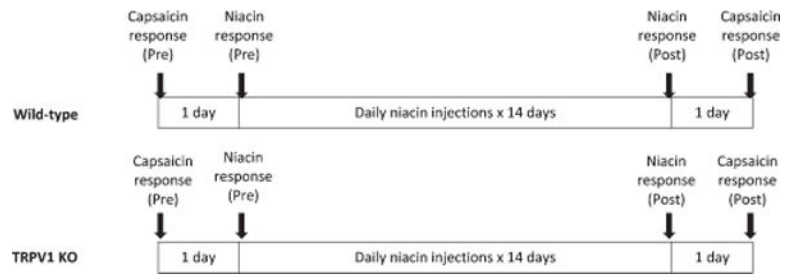 Capsaicin Niacin Niacin Capsaicin
response response response response
(Pre) (Pre) (Post) (Post)
Wild-type 1 day Daily niacin injections x 14 days 1 day
Capsaicin Niacin Niacin Capsaicin
response response response response
(Pre) (Pre) (Post) (Post)
TRPV1 KO 1 day Daily niacin injections x 14 days 1 day